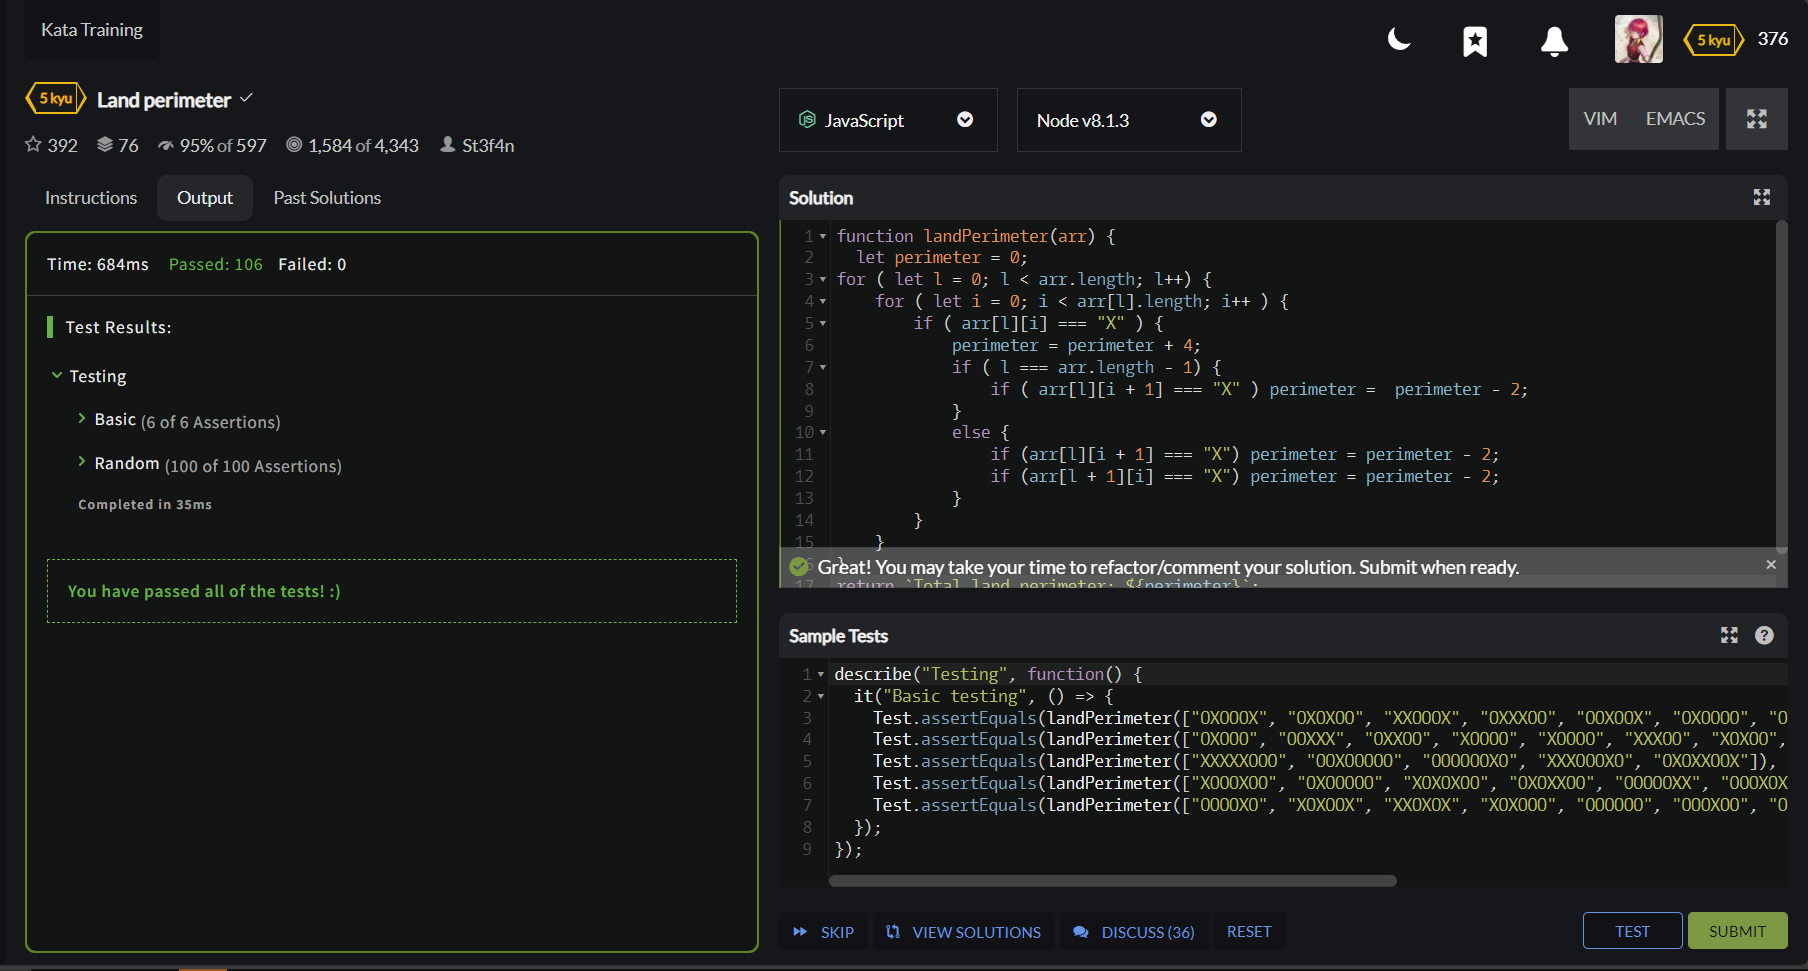 Kata Training
5 kyu 376
5 kyu Land perimeter
392 76 95% of 597 1,584 of 4,343 St3f4n
Instructions Output Past Solutions
Time: 684ms Passed: 106 Failed: 0
Test Results:
Testing
Basic (6 of 6 Assertions)
Random (100 of 100 Assertions)
Completed in 35ms
You have passed all of the tests! :)
JavaScript Node v8.1.3 VIM EMACS
Solution
1 function landPerimeter(arr) {
2 let perimeter = 0;
3 for ( let l = 0; l < arr.length; l++) {
4 for ( let i = 0; i < arr[l].length; i++ ) {
5 if ( arr[l][i] === "X" ) {
6 perimeter = perimeter + 4;
7 if ( l === arr.length - 1) {
8 if ( arr[l][i + 1] === "X" ) perimeter =  perimeter - 2;
9 }
10 else {
11 if (arr[l][i + 1] === "X") perimeter = perimeter - 2;
12 if (arr[l + 1][i] === "X") perimeter = perimeter - 2;
13 }
14 }
15 }
Great! You may take your time to refactor/comment your solution. Submit when ready.
17 return `Total land perimeter: ${perimeter}`;
Sample Tests
1 describe("Testing", function() {
2 it("Basic testing", () => {
3 Test.assertEquals(landPerimeter(["OXOOOX", "OXOXOO", "XXOOOX", "OXXXOO", "OOXOOX", "OXOOOO", "O
4 Test.assertEquals(landPerimeter(["OXOOO", "OOXXX", "OXXOO", "XOOOO", "XOOOO", "XXXOO", "XOXOO",
5 Test.assertEquals(landPerimeter(["XXXXXOOO", "OOXOOOOO", "OOOOOOXO", "XXXOOOXO", "OXOXXOOX"]),
6 Test.assertEquals(landPerimeter(["XOOOXOO", "OXOOOOO", "XOXOXOO", "OXOXXOO", "OOOOOXX", "OOOXOX
7 Test.assertEquals(landPerimeter(["OOOOXO", "XOXOOX", "XXOXOX", "XOXOOO", "OOOOOO", "OOOXOO", "O
8 });
9 });
SKIP VIEW SOLUTIONS DISCUSS (36) RESET TEST SUBMIT